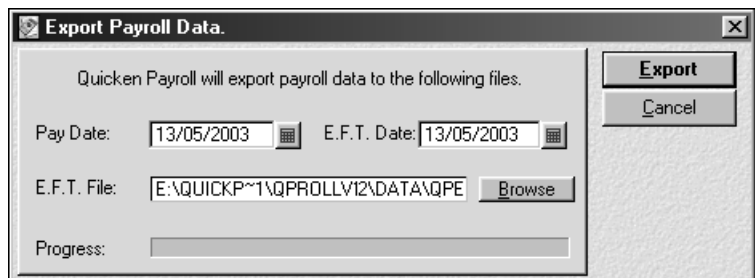 Export Payroll Data.
Quicken Payroll will export payroll data to the following files.
Export
Cancel
Pay Date: 13/05/2003 E.F.T. Date: 13/05/2003
E.F.T. File: E:\QUICKP~1\QPROLLV12\DATA\QPE Browse
Progress: